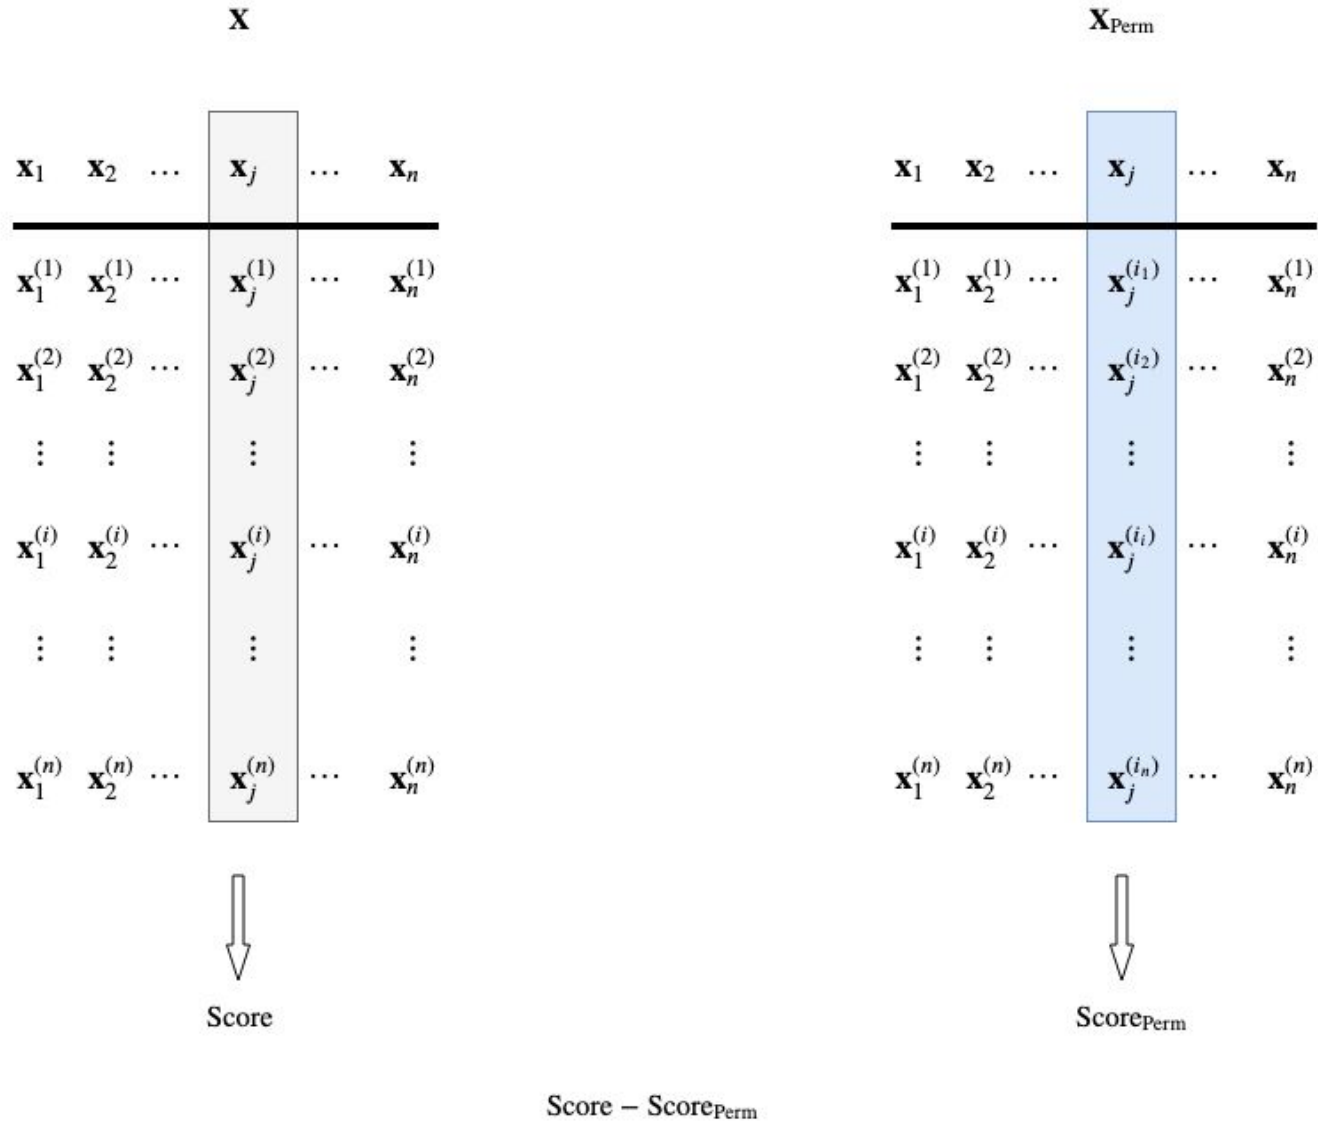 X X_Perm
x_1 x_2 ⋯ x_j ⋯ x_n x_1 x_2 ⋯ x_j ⋯ x_n
x_1^(1) x_2^(1) ⋯ x_j^(1) ⋯ x_n^(1) x_1^(1) x_2^(1) ⋯ x_j^(i_1) ⋯ x_n^(1)
x_1^(2) x_2^(2) ⋯ x_j^(2) ⋯ x_n^(2) x_1^(2) x_2^(2) ⋯ x_j^(i_2) ⋯ x_n^(2)
⋮ ⋮ ⋮ ⋮ ⋮ ⋮ ⋮ ⋮
x_1^(i) x_2^(i) ⋯ x_j^(i) ⋯ x_n^(i) x_1^(i) x_2^(i) ⋯ x_j^(i_i) ⋯ x_n^(i)
⋮ ⋮ ⋮ ⋮ ⋮ ⋮ ⋮ ⋮
x_1^(n) x_2^(n) ⋯ x_j^(n) ⋯ x_n^(n) x_1^(n) x_2^(n) ⋯ x_j^(i_n) ⋯ x_n^(n)
Score Score_Perm
Score − Score_Perm